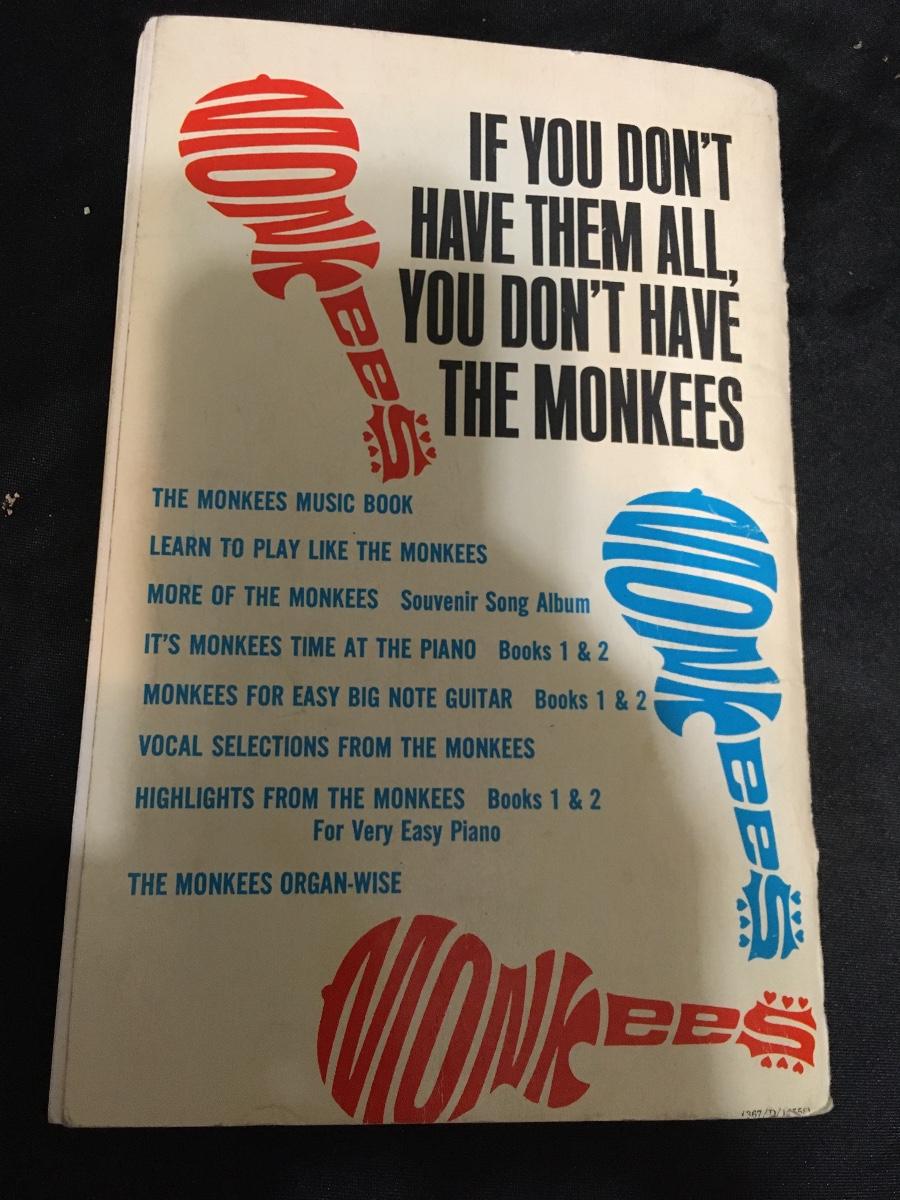 MONKEES
IF YOU DON'T
HAVE THEM ALL,
YOU DON'T HAVE
THE MONKEES
THE MONKEES MUSIC BOOK
LEARN TO PLAY LIKE THE MONKEES
MORE OF THE MONKEES Souvenir Song Album
IT'S MONKEES TIME AT THE PIANO Books 1 & 2
MONKEES FOR EASY BIG NOTE GUITAR Books 1 & 2
VOCAL SELECTIONS FROM THE MONKEES
HIGHLIGHTS FROM THE MONKEES Books 1 & 2
For Very Easy Piano
THE MONKEES ORGAN-WISE
MONKEES
MONKEES